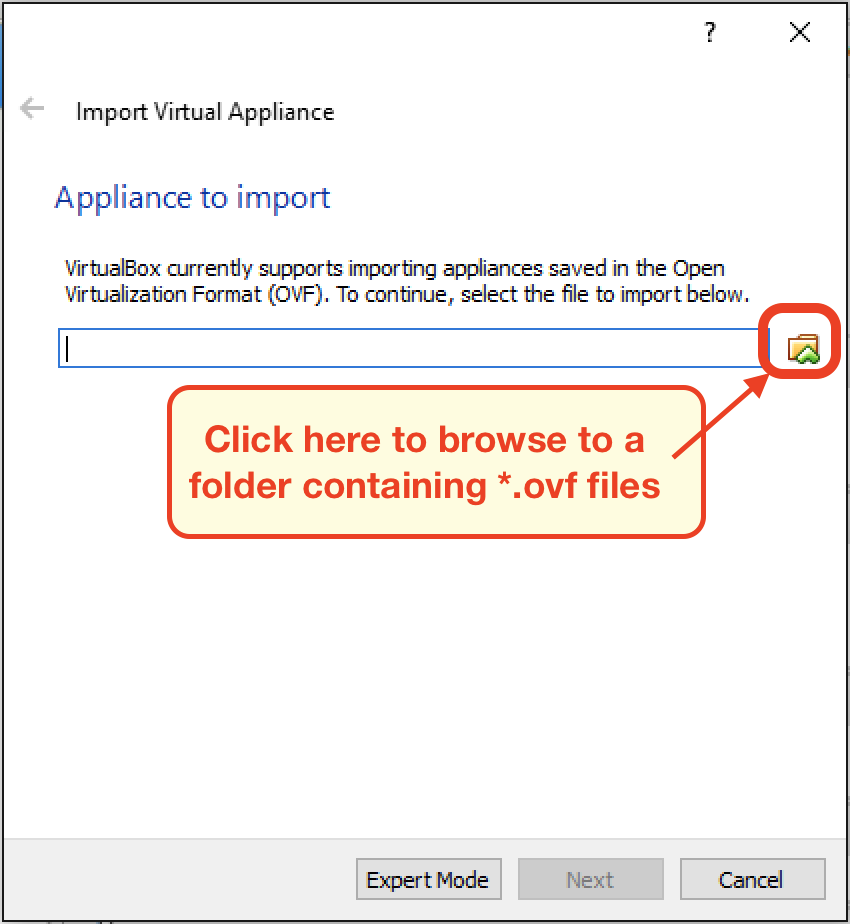 ?
Import Virtual Appliance
Appliance to import
VirtualBox currently supports importing appliances saved in the Open
Virtualization Format (OVF). To continue, select the file to import below.
Click here to browse to a
folder containing *.ovf files
Expert Mode Next Cancel